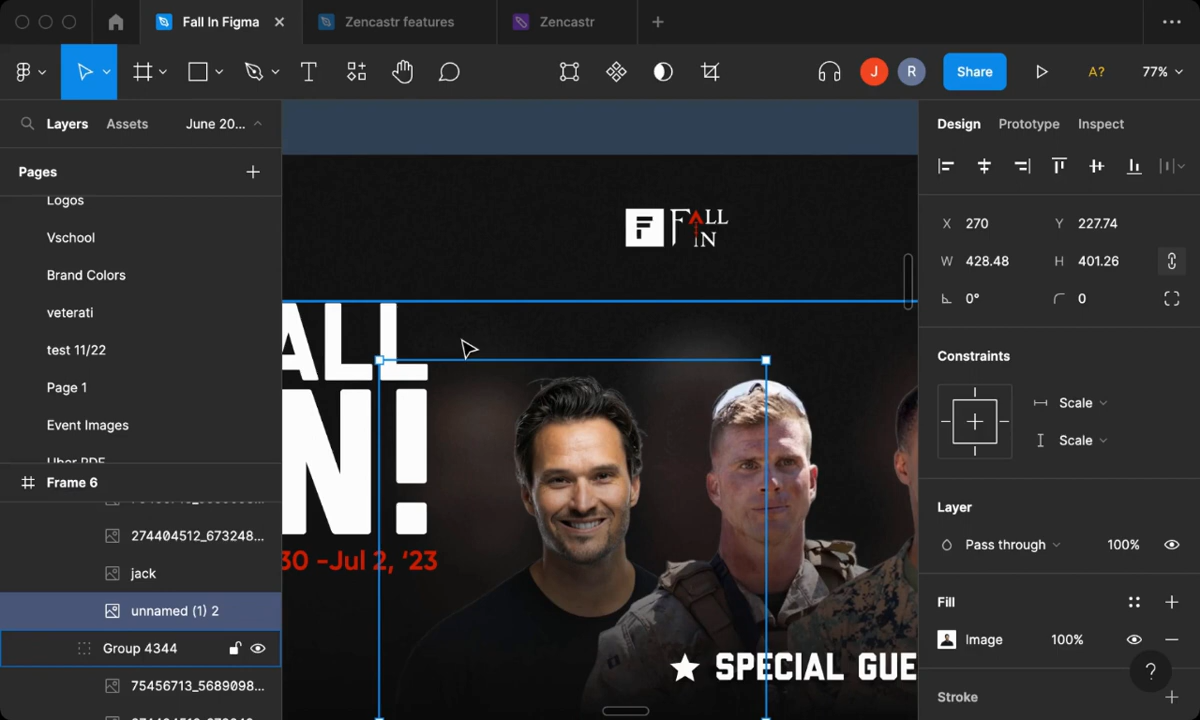 Fall In Figma
Zencastr features
Zencastr
J
R
Share
A?
77%
Layers
Assets
June 20...
Design
Prototype
Inspect
Pages
Logos
Vschool
Brand Colors
veterati
test 11/22
Page 1
Event Images
Frame 6
274404512_673248...
jack
unnamed (1) 2
Group 4344
75456713_5689098...
F
FALL
IN
ALL
N!
30 -Jul 2, ‘23
SPECIAL GUE
X 270
Y 227.74
W 428.48
H 401.26
0°
0
Constraints
Scale
Scale
Layer
Pass through
100%
Fill
Image
100%
?
Stroke